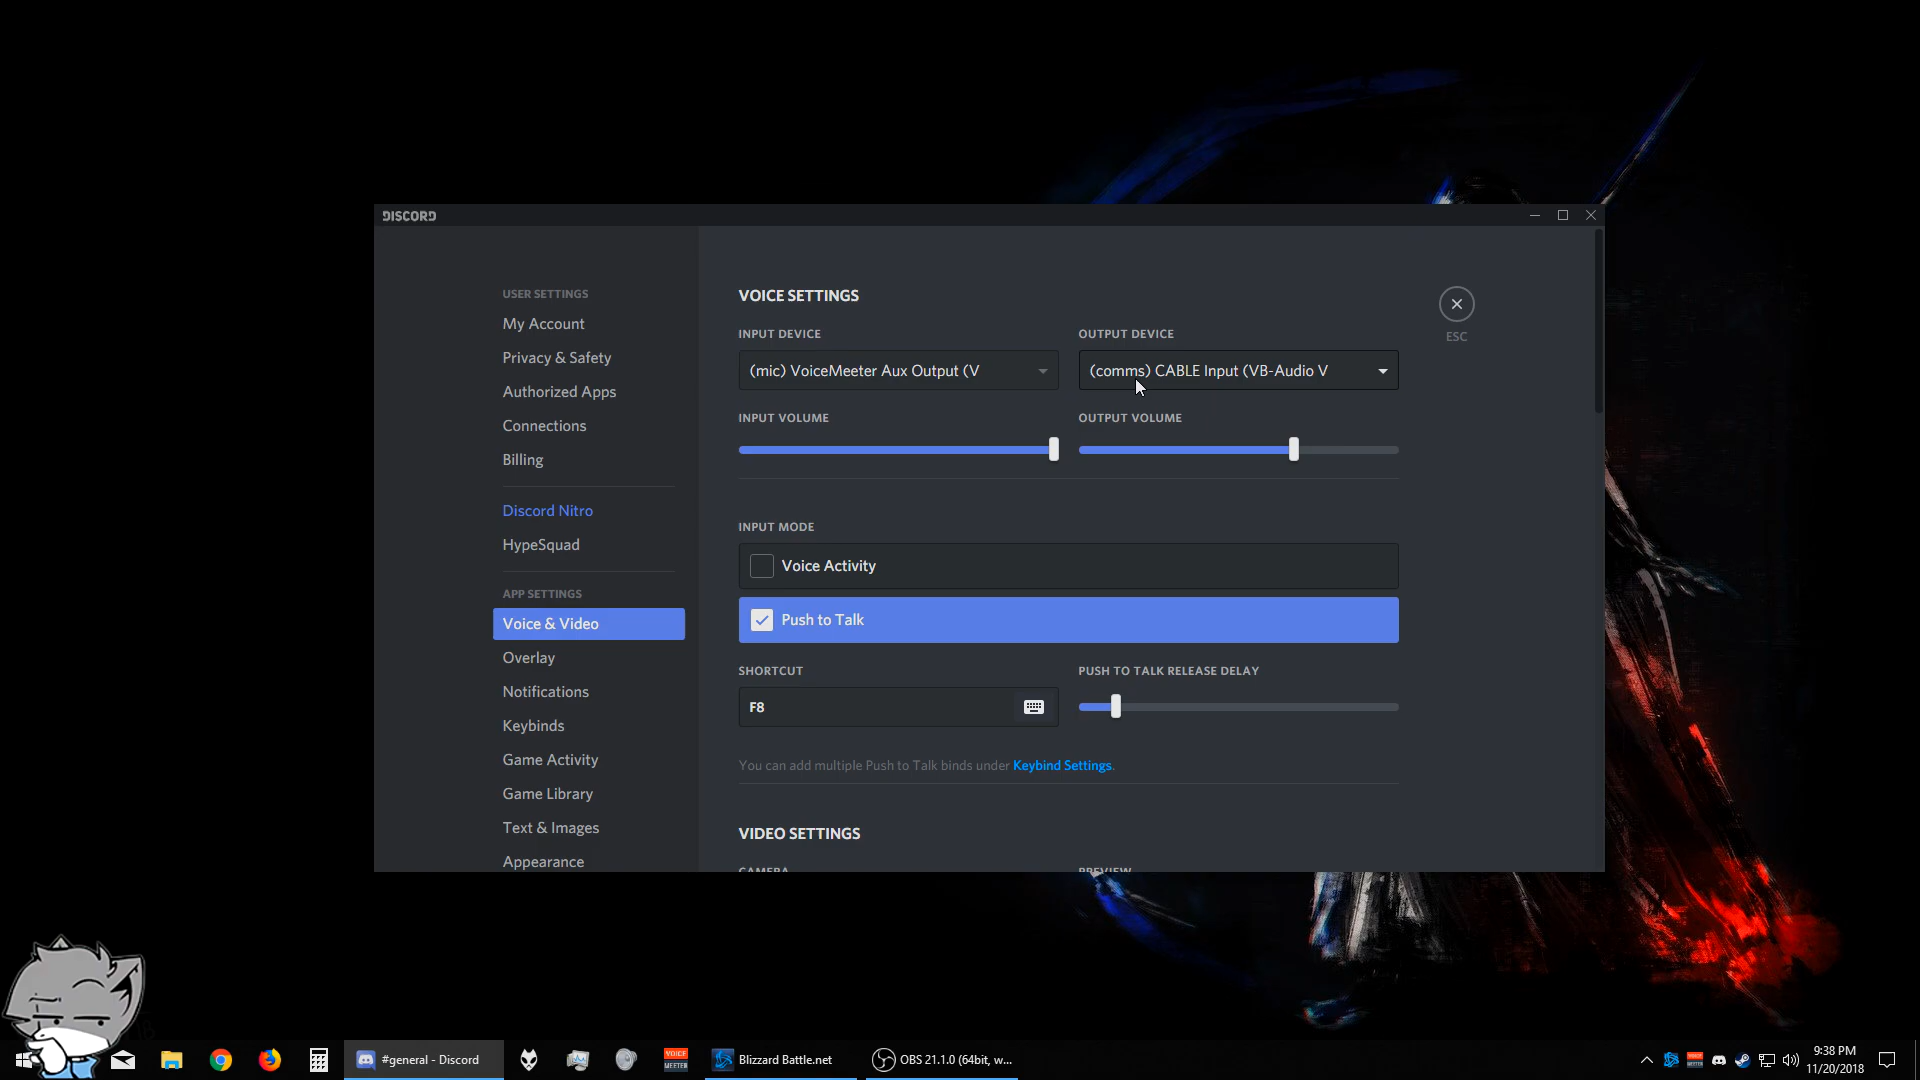 DISCORD
USER SETTINGS
My Account
Privacy & Safety
Authorized Apps
Connections
Billing
Discord Nitro
HypeSquad
APP SETTINGS
Voice & Video
Overlay
Notifications
Keybinds
Game Activity
Game Library
Text & Images
Appearance
VOICE SETTINGS
INPUT DEVICE
OUTPUT DEVICE
(mic) VoiceMeeter Aux Output (V
(comms) CABLE Input (VB-Audio V
INPUT VOLUME
OUTPUT VOLUME
INPUT MODE
Voice Activity
Push to Talk
SHORTCUT
PUSH TO TALK RELEASE DELAY
F8
You can add multiple Push to Talk binds under Keybind Settings.
VIDEO SETTINGS
CAMERA
PREVIEW
ESC
#general - Discord
VOICE
MEETER
Blizzard Battle.net
OBS 21.1.0 (64bit, w...
9:38 PM
11/20/2018